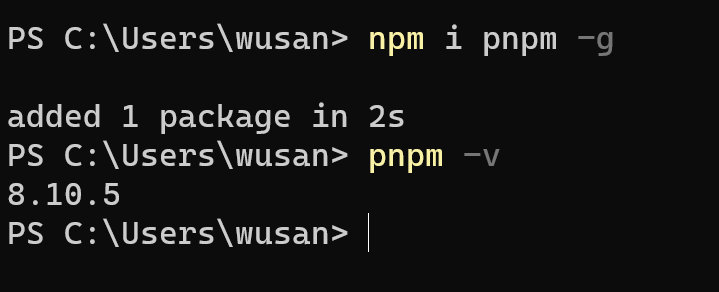 PS C:\Users\wusan> npm i pnpm -g
added 1 package in 2s
PS C:\Users\wusan> pnpm -v
8.10.5
PS C:\Users\wusan>